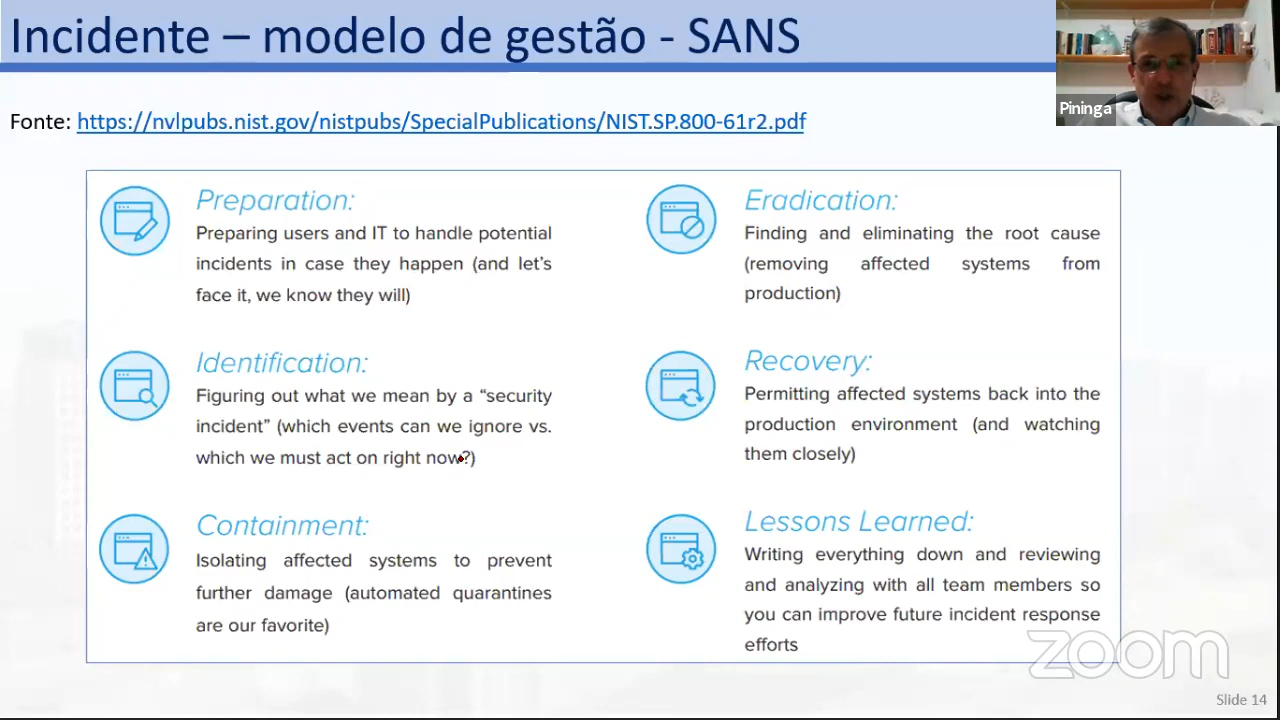 Incidente – modelo de gestão - SANS
Pininga
Fonte: https://nvlpubs.nist.gov/nistpubs/SpecialPublications/NIST.SP.800-61r2.pdf
Preparation:
Preparing users and IT to handle potential
incidents in case they happen (and let's
face it, we know they will)
Identification:
Figuring out what we mean by a “security
incident” (which events can we ignore vs.
which we must act on right now?)
Containment:
Isolating affected systems to prevent
further damage (automated quarantines
are our favorite)
Eradication:
Finding and eliminating the root cause
(removing affected systems from
production)
Recovery:
Permitting affected systems back into the
production environment (and watching
them closely)
Lessons Learned:
Writing everything down and reviewing
and analyzing with all team members so
you can improve future incident response
efforts
zoom
Slide 14